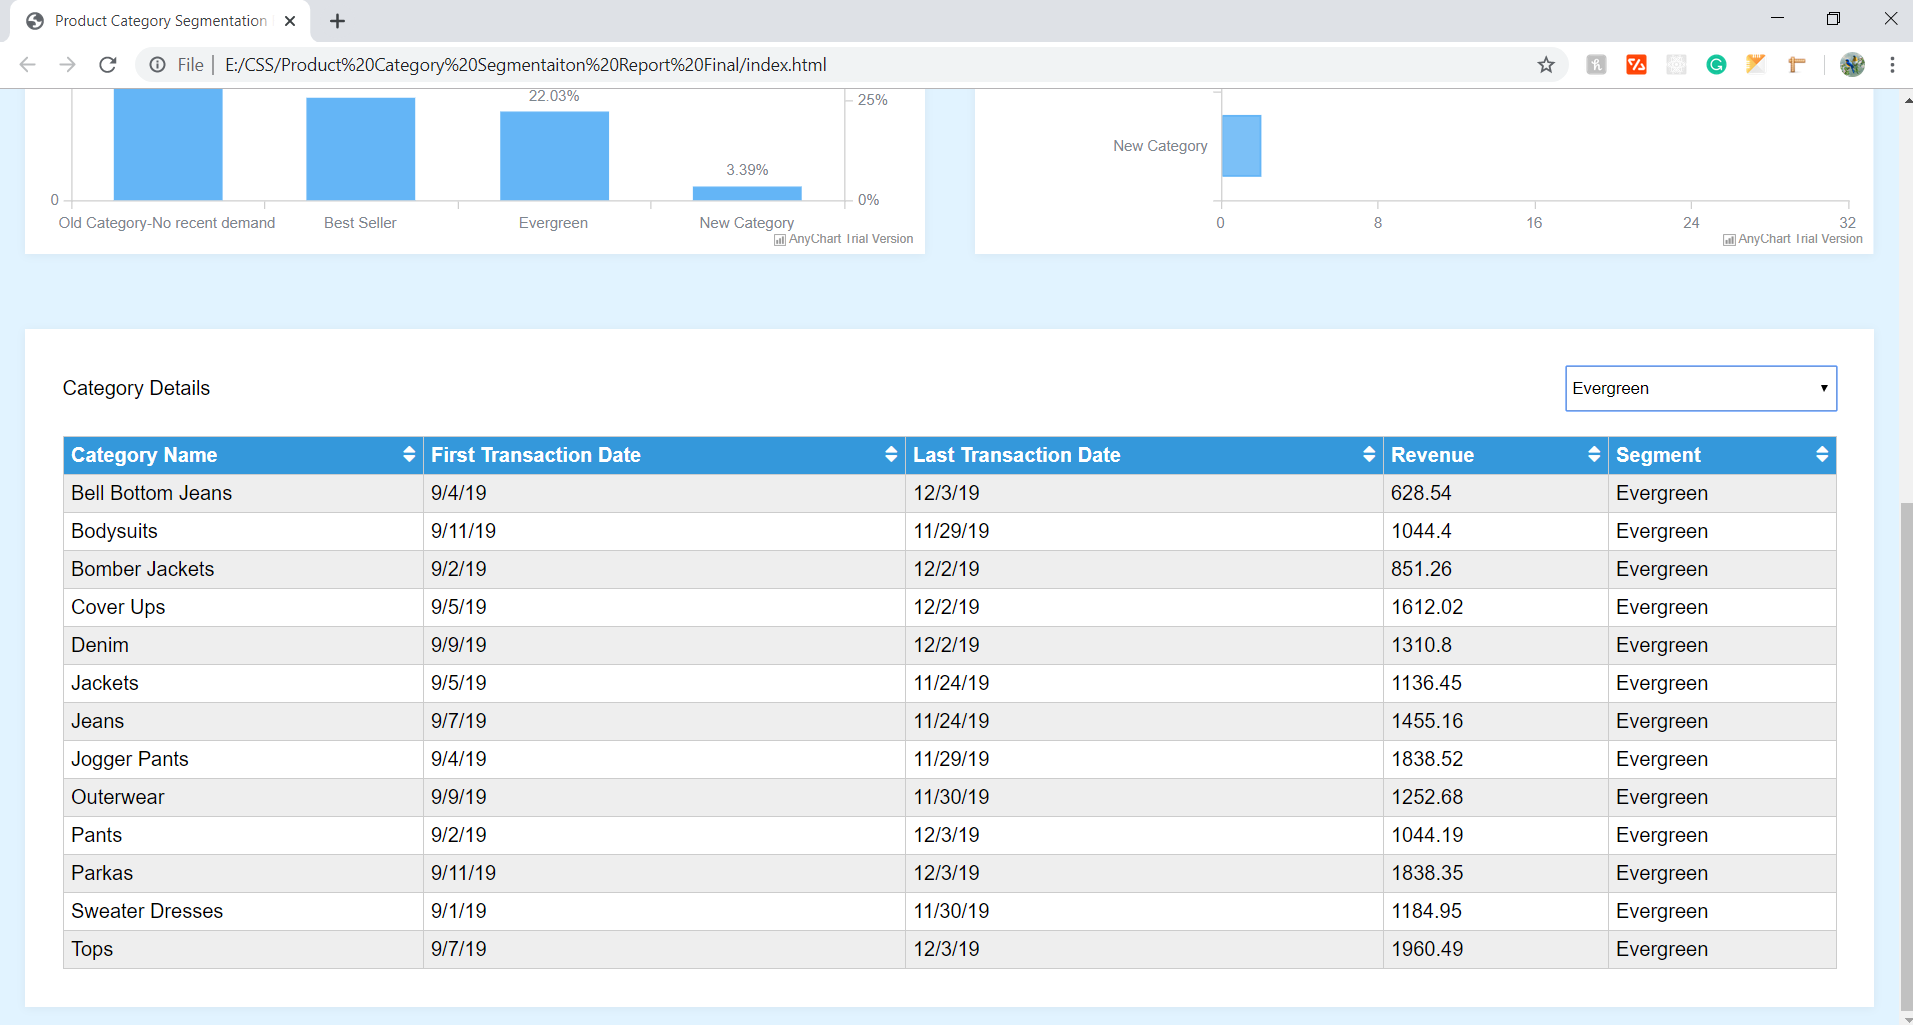 Product Category Segmentation
File | E:/CSS/Product%20Category%20Segmentaiton%20Report%20Final/index.html
22.03%
25%
3.39%
0
0%
Old Category-No recent demand
Best Seller
Evergreen
New Category
AnyChart Trial Version
New Category
0
8
16
24
32
AnyChart Trial Version
Category Details
Evergreen
Category Name First Transaction Date Last Transaction Date Revenue Segment
Bell Bottom Jeans 9/4/19 12/3/19 628.54 Evergreen
Bodysuits 9/11/19 11/29/19 1044.4 Evergreen
Bomber Jackets 9/2/19 12/2/19 851.26 Evergreen
Cover Ups 9/5/19 12/2/19 1612.02 Evergreen
Denim 9/9/19 12/2/19 1310.8 Evergreen
Jackets 9/5/19 11/24/19 1136.45 Evergreen
Jeans 9/7/19 11/24/19 1455.16 Evergreen
Jogger Pants 9/4/19 11/29/19 1838.52 Evergreen
Outerwear 9/9/19 11/30/19 1252.68 Evergreen
Pants 9/2/19 12/3/19 1044.19 Evergreen
Parkas 9/11/19 12/3/19 1838.35 Evergreen
Sweater Dresses 9/1/19 11/30/19 1184.95 Evergreen
Tops 9/7/19 12/3/19 1960.49 Evergreen